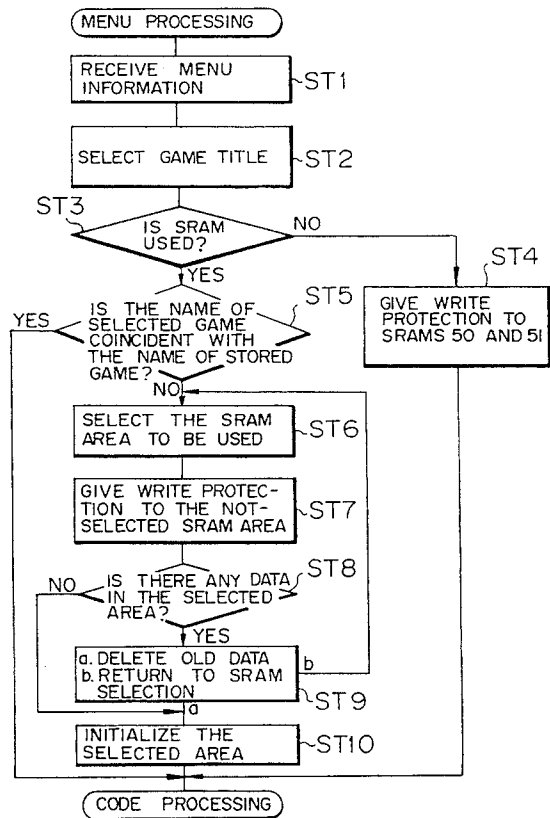 MENU PROCESSING
RECEIVE MENU
INFORMATION
ST1
SELECT GAME TITLE
ST2
ST3
IS SRAM
USED?
NO
YES
ST4
GIVE WRITE
PROTECTION TO
SRAMS 50 AND 51
ST5
IS THE NAME OF
SELECTED GAME
COINCIDENT WITH
THE NAME OF STORED
GAME?
YES
NO
SELECT THE SRAM
AREA TO BE USED
ST6
GIVE WRITE PROTEC-
TION TO THE NOT-
SELECTED SRAM AREA
ST7
IS THERE ANY DATA
IN THE SELECTED
AREA?
ST8
NO
YES
a. DELETE OLD DATA
b. RETURN TO SRAM
SELECTION
b
ST9
a
INITIALIZE THE
SELECTED AREA
ST10
CODE PROCESSING